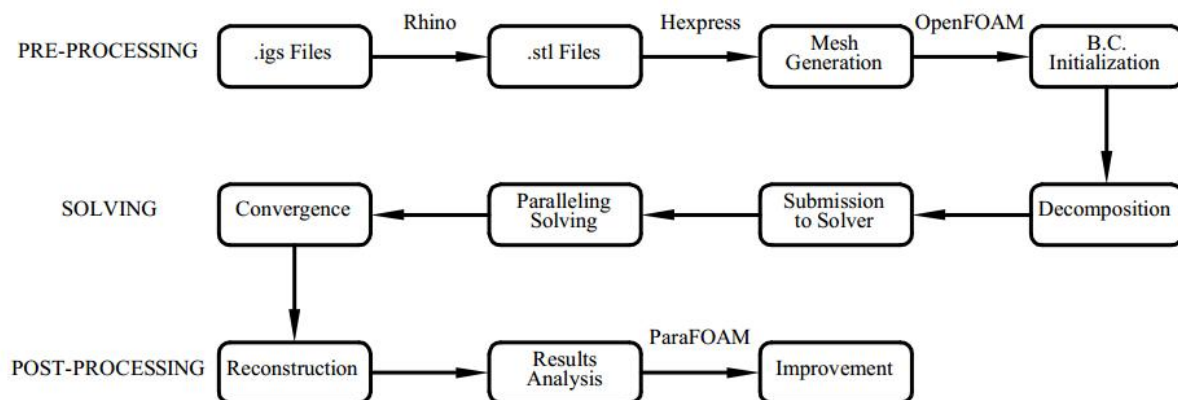 Rhino
Hexpress
OpenFOAM
PRE-PROCESSING
.igs Files
.stl Files
Mesh
Generation
B.C.
Initialization
SOLVING
Convergence
Paralleling
Solving
Submission
to Solver
Decomposition
ParaFOAM
POST-PROCESSING
Reconstruction
Results
Analysis
Improvement